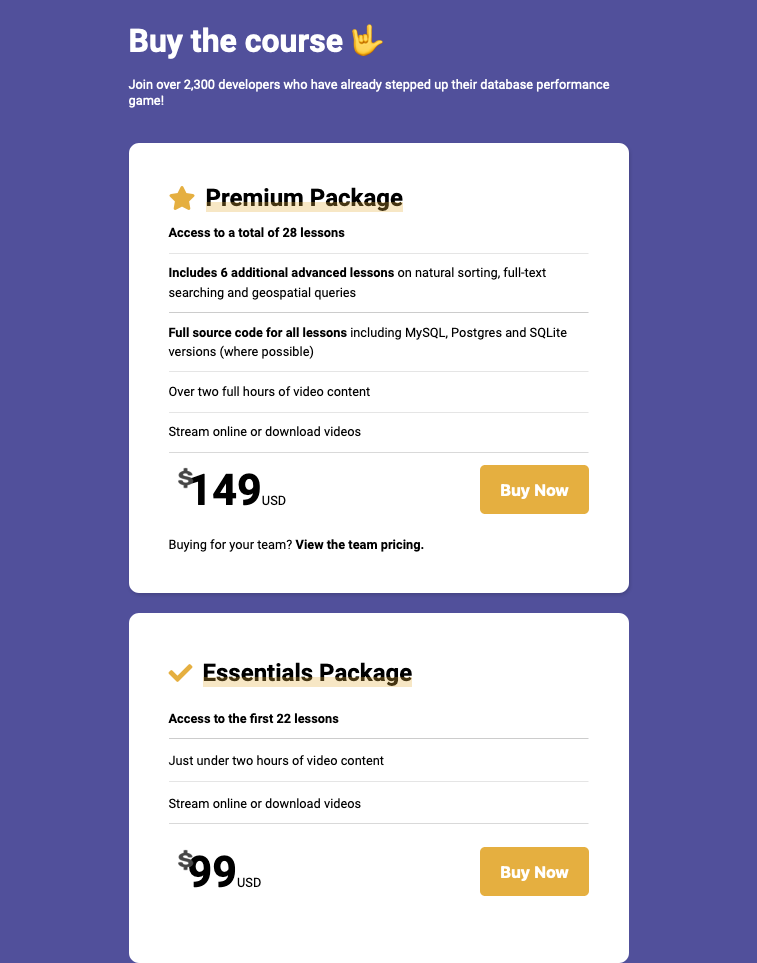 Buy the course 🤟
Join over 2,300 developers who have already stepped up their database performance
game!
Premium Package
Access to a total of 28 lessons
Includes 6 additional advanced lessons on natural sorting, full-text
searching and geospatial queries
Full source code for all lessons including MySQL, Postgres and SQLite
versions (where possible)
Over two full hours of video content
Stream online or download videos
$149 USD
Buy Now
Buying for your team? View the team pricing.
Essentials Package
Access to the first 22 lessons
Just under two hours of video content
Stream online or download videos
$99 USD
Buy Now